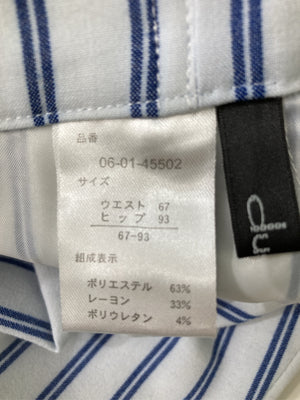 品番
06-01-45502
サイズ
ウエスト 67
ヒップ 93
67-93
組成表示
ポリエステル 63%
レーヨン 33%
ポリウレタン 4%